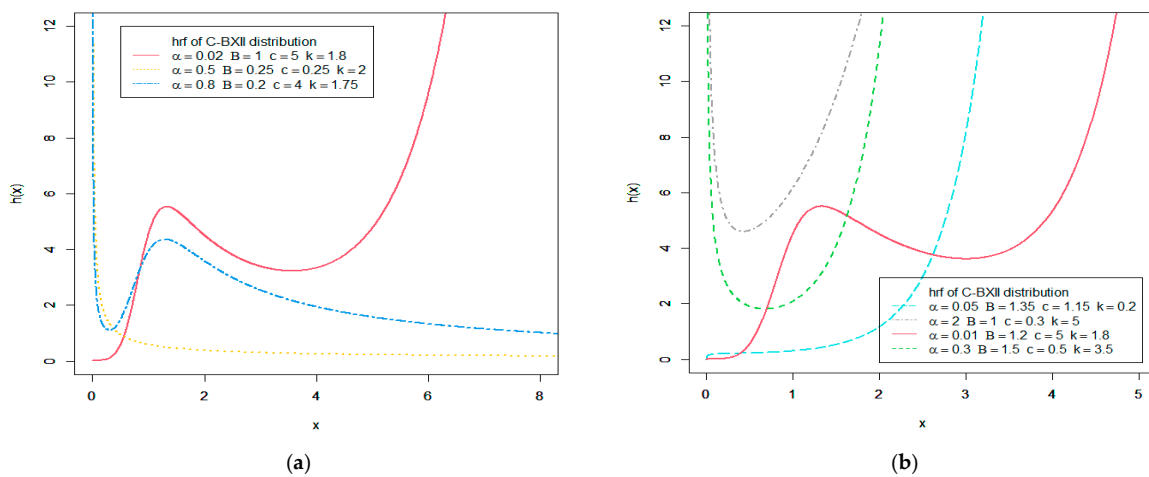 12
10
8
6
4
2
0
h(x)
hrf of C-BXII distribution
α = 0.02 B = 1 c = 5 k = 1.8
α = 0.5 B = 0.25 c = 0.25 k = 2
α = 0.8 B = 0.2 c = 4 k = 1.75
0 2 4 6 8
x
(a)
12
10
8
6
4
2
0
h(x)
hrf of C-BXII distribution
α = 0.05 B = 1.35 c = 1.15 k = 0.2
α = 2 B = 1 c = 0.3 k = 5
α = 0.01 B = 1.2 c = 5 k = 1.8
α = 0.3 B = 1.5 c = 0.5 k = 3.5
0 1 2 3 4 5
x
(b)